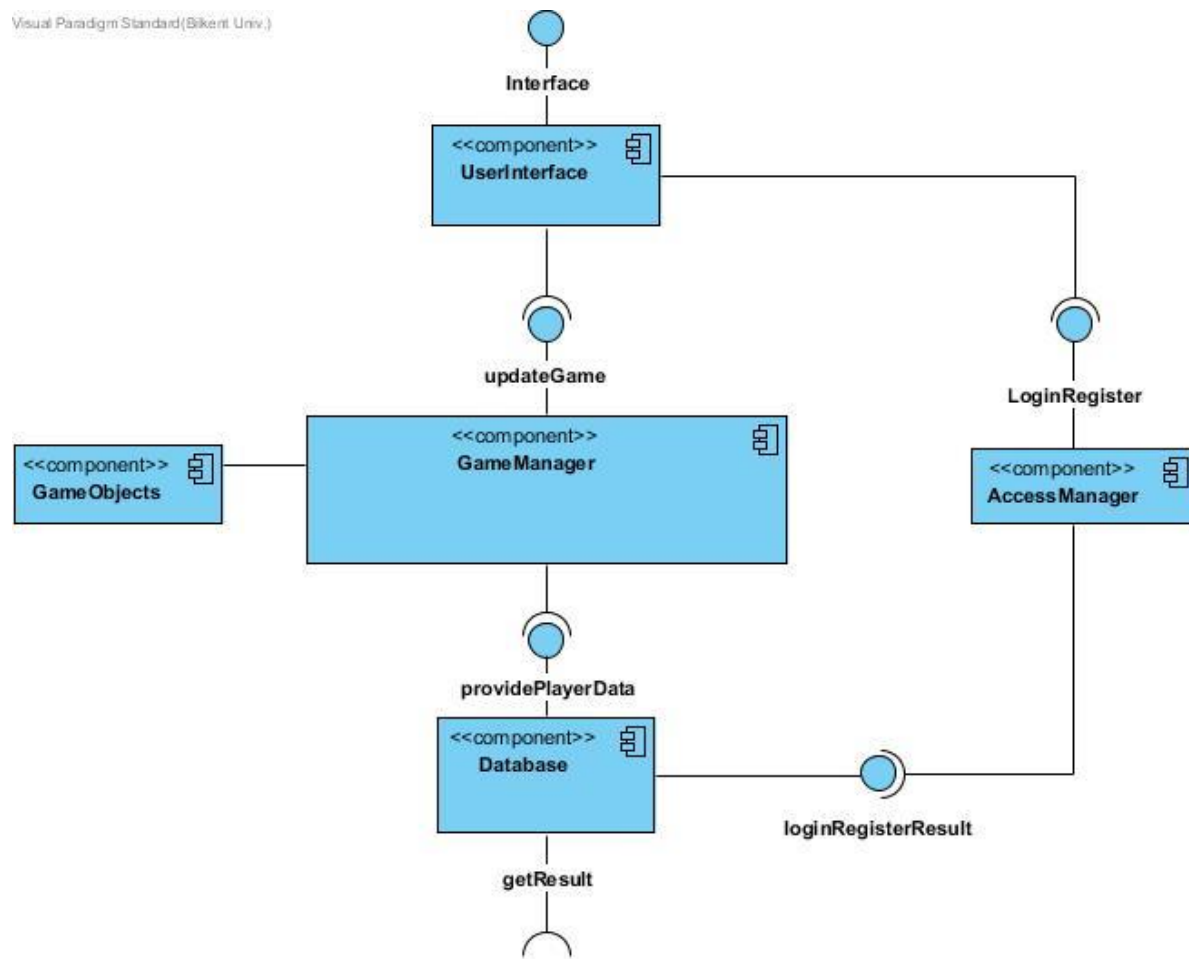 Visual Paradigm Standard(Bilkent Univ.)
Interface
<<component>>
UserInterface
updateGame
LoginRegister
<<component>>
GameManager
<<component>>
GameObjects
<<component>>
AccessManager
providePlayerData
<<component>>
Database
loginRegisterResult
getResult